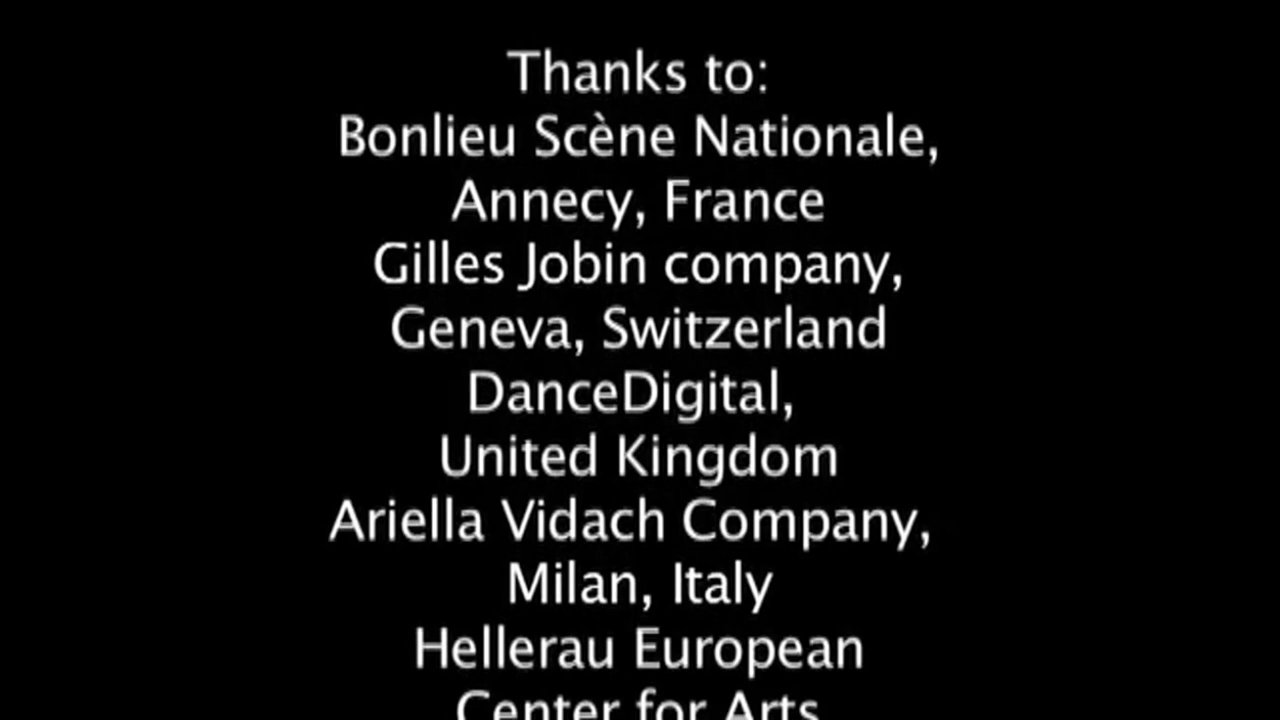 Thanks to:
Bonlieu Scène Nationale,
Annecy, France
Gilles Jobin company,
Geneva, Switzerland
DanceDigital,
United Kingdom
Ariella Vidach Company,
Milan, Italy
Hellerau European
Center for Arts